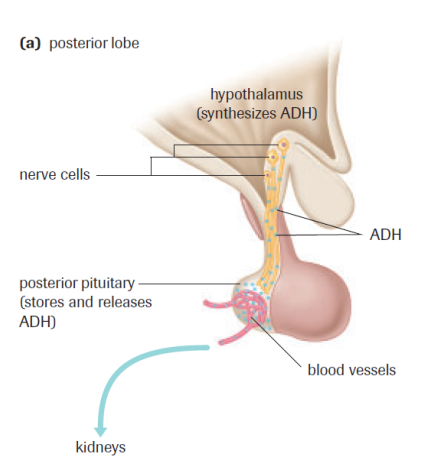 (a) posterior lobe
hypothalamus
(synthesizes ADH)
nerve cells
ADH
posterior pituitary
(stores and releases
ADH)
blood vessels
kidneys